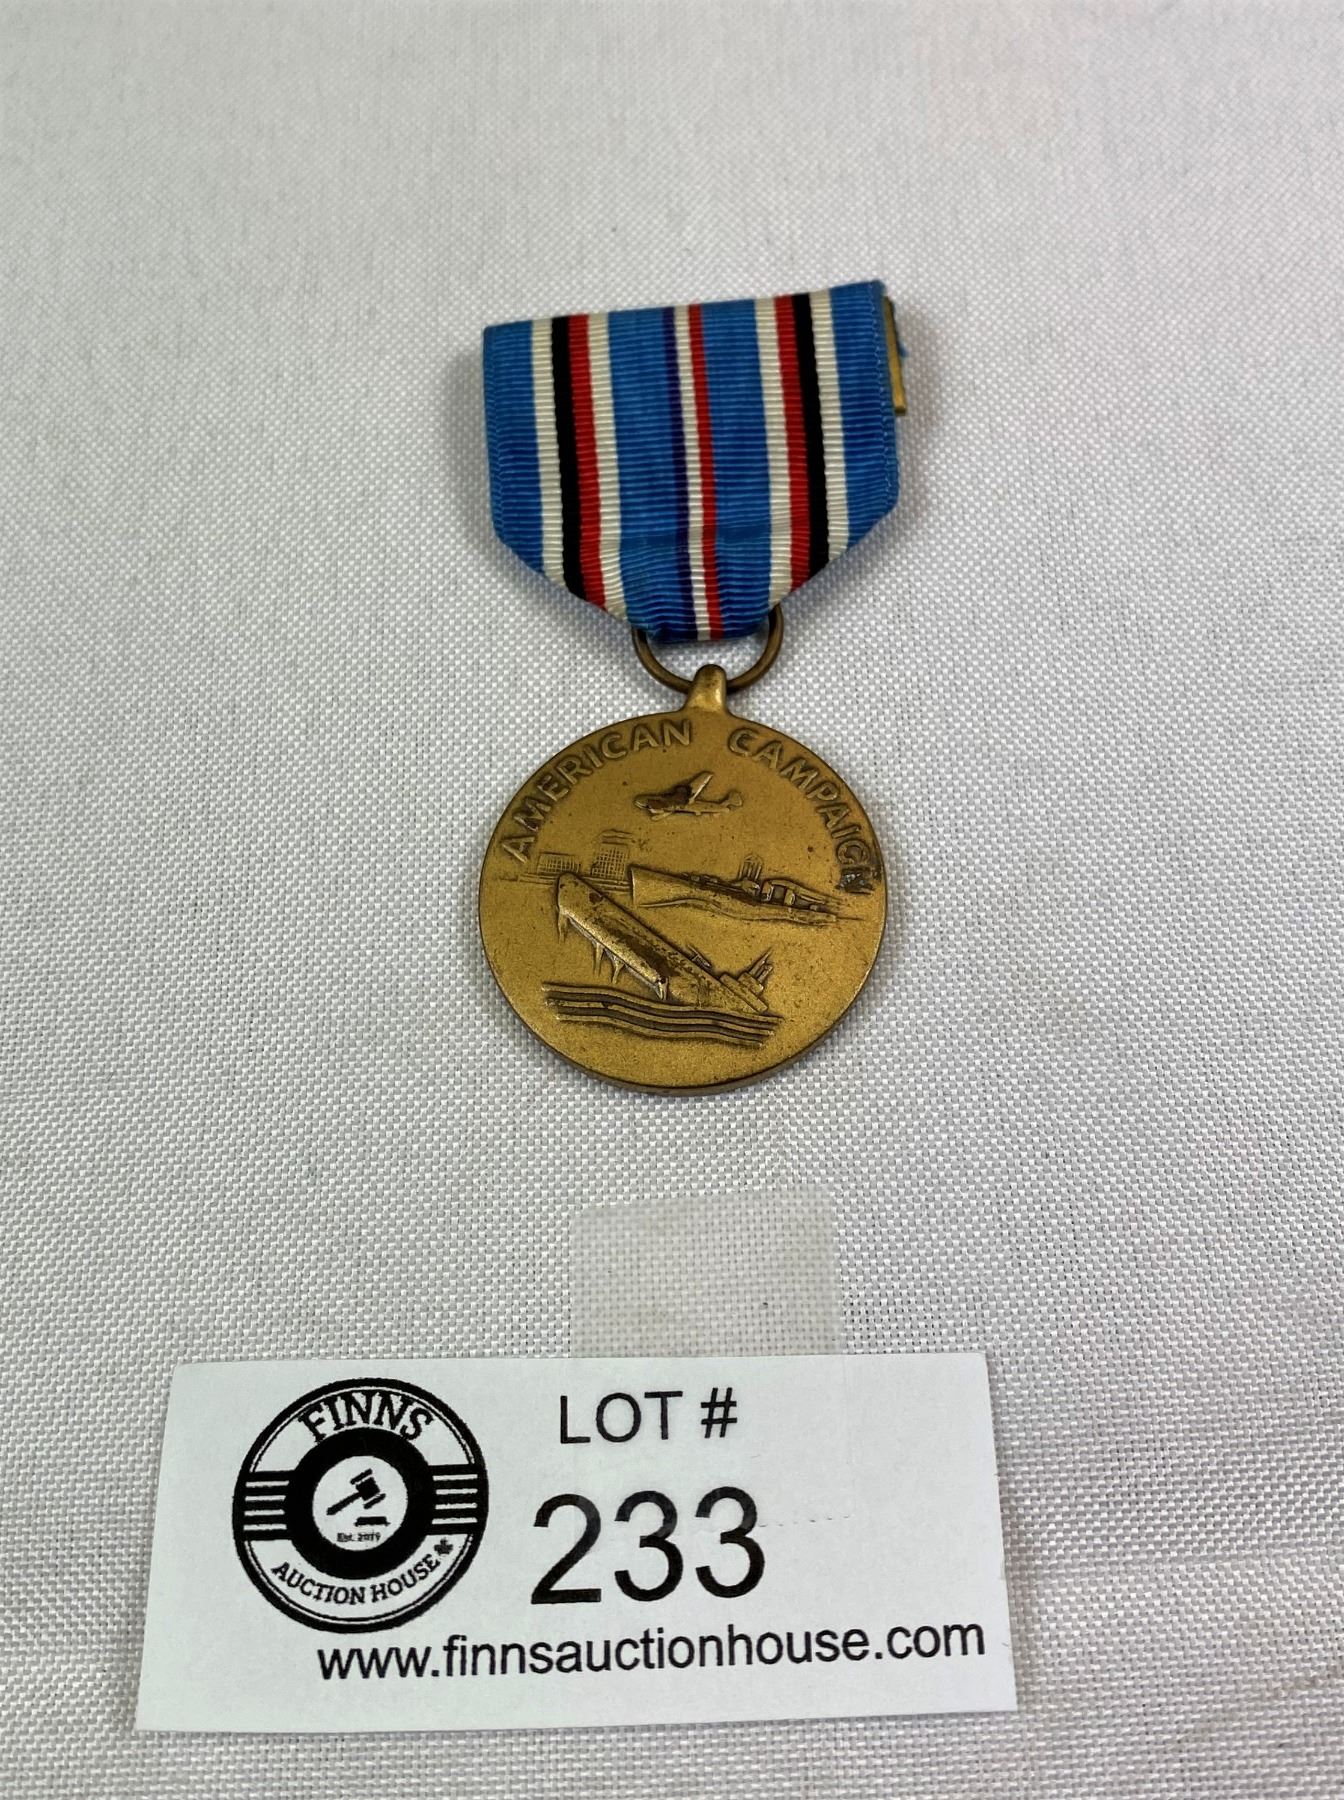 AMERICAN CAMPAIGN
FINNS
Est. 2019
AUCTION HOUSE
LOT #
233
www.finnsauctionhouse.com